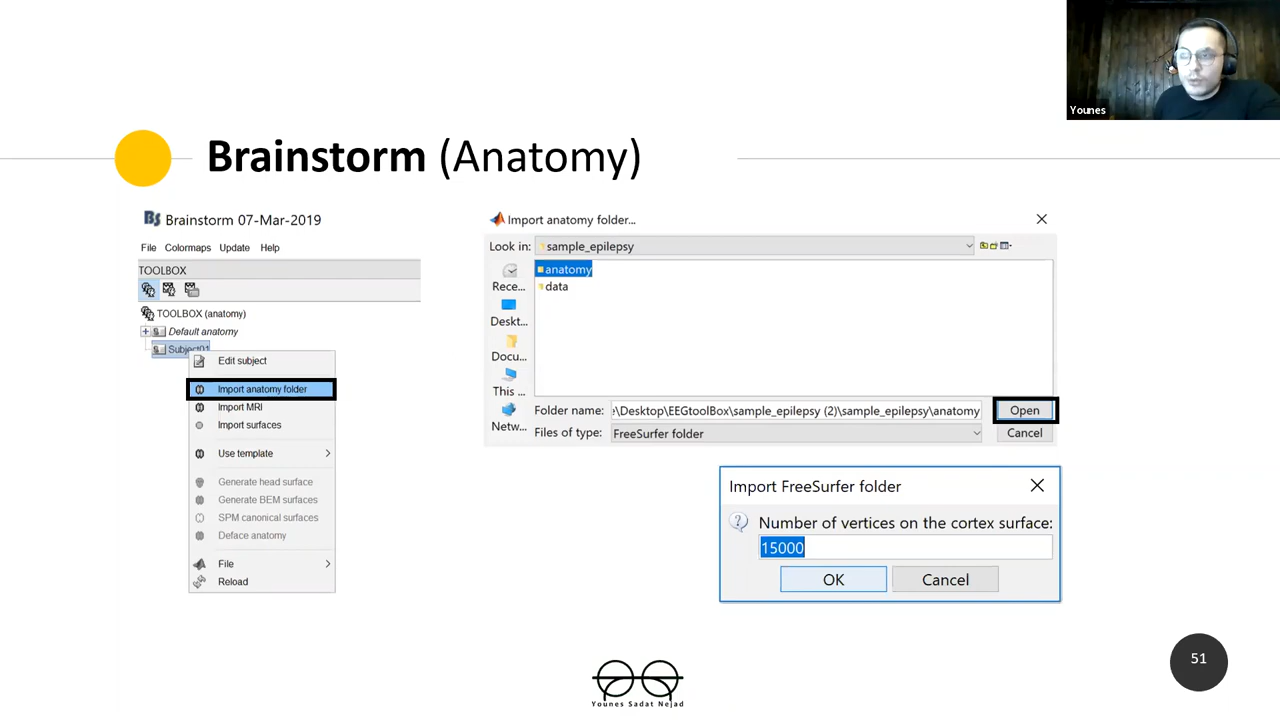 Younes
Brainstorm (Anatomy)
Brainstorm 07-Mar-2019
File Colormaps Update Help
TOOLBOX
TOOLBOX (anatomy)
Default anatomy
Subject01
Edit subject
Import anatomy folder
Import MRI
Import surfaces
Use template
Generate head surface
Generate BEM surfaces
SPM canonical surfaces
Deface anatomy
File
Reload
Import anatomy folder...
Look in: sample_epilepsy
anatomy
data
Rece...
Deskt...
Docu...
This ...
Netw...
Folder name: \Desktop\EEGtoolBox\sample_epilepsy (2)\sample_epilepsy\anatomy Open
Files of type: FreeSurfer folder Cancel
Import FreeSurfer folder
Number of vertices on the cortex surface:
15000
OK Cancel
51
Younes Sadat Nejad